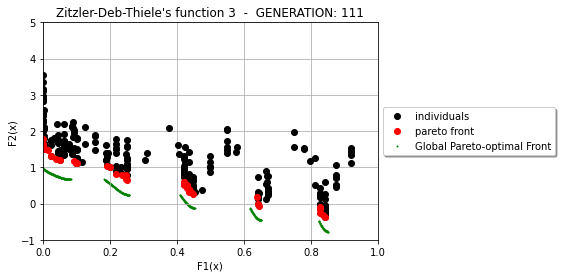 Zitzler-Deb-Thiele's function 3 - GENERATION: 111
5
4
3
2
1
0
-1
F2(x)
0.0 0.2 0.4 0.6 0.8 1.0
F1(x)
individuals
pareto front
Global Pareto-optimal Front